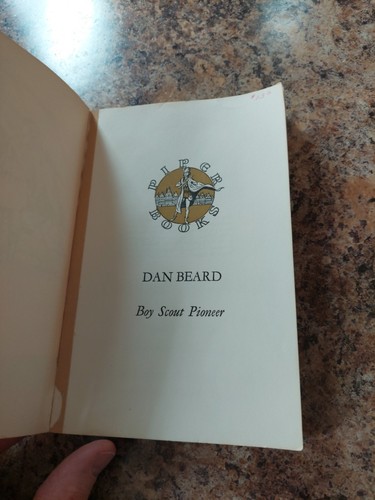 PIPER
BOOKS
DAN BEARD
Boy Scout Pioneer